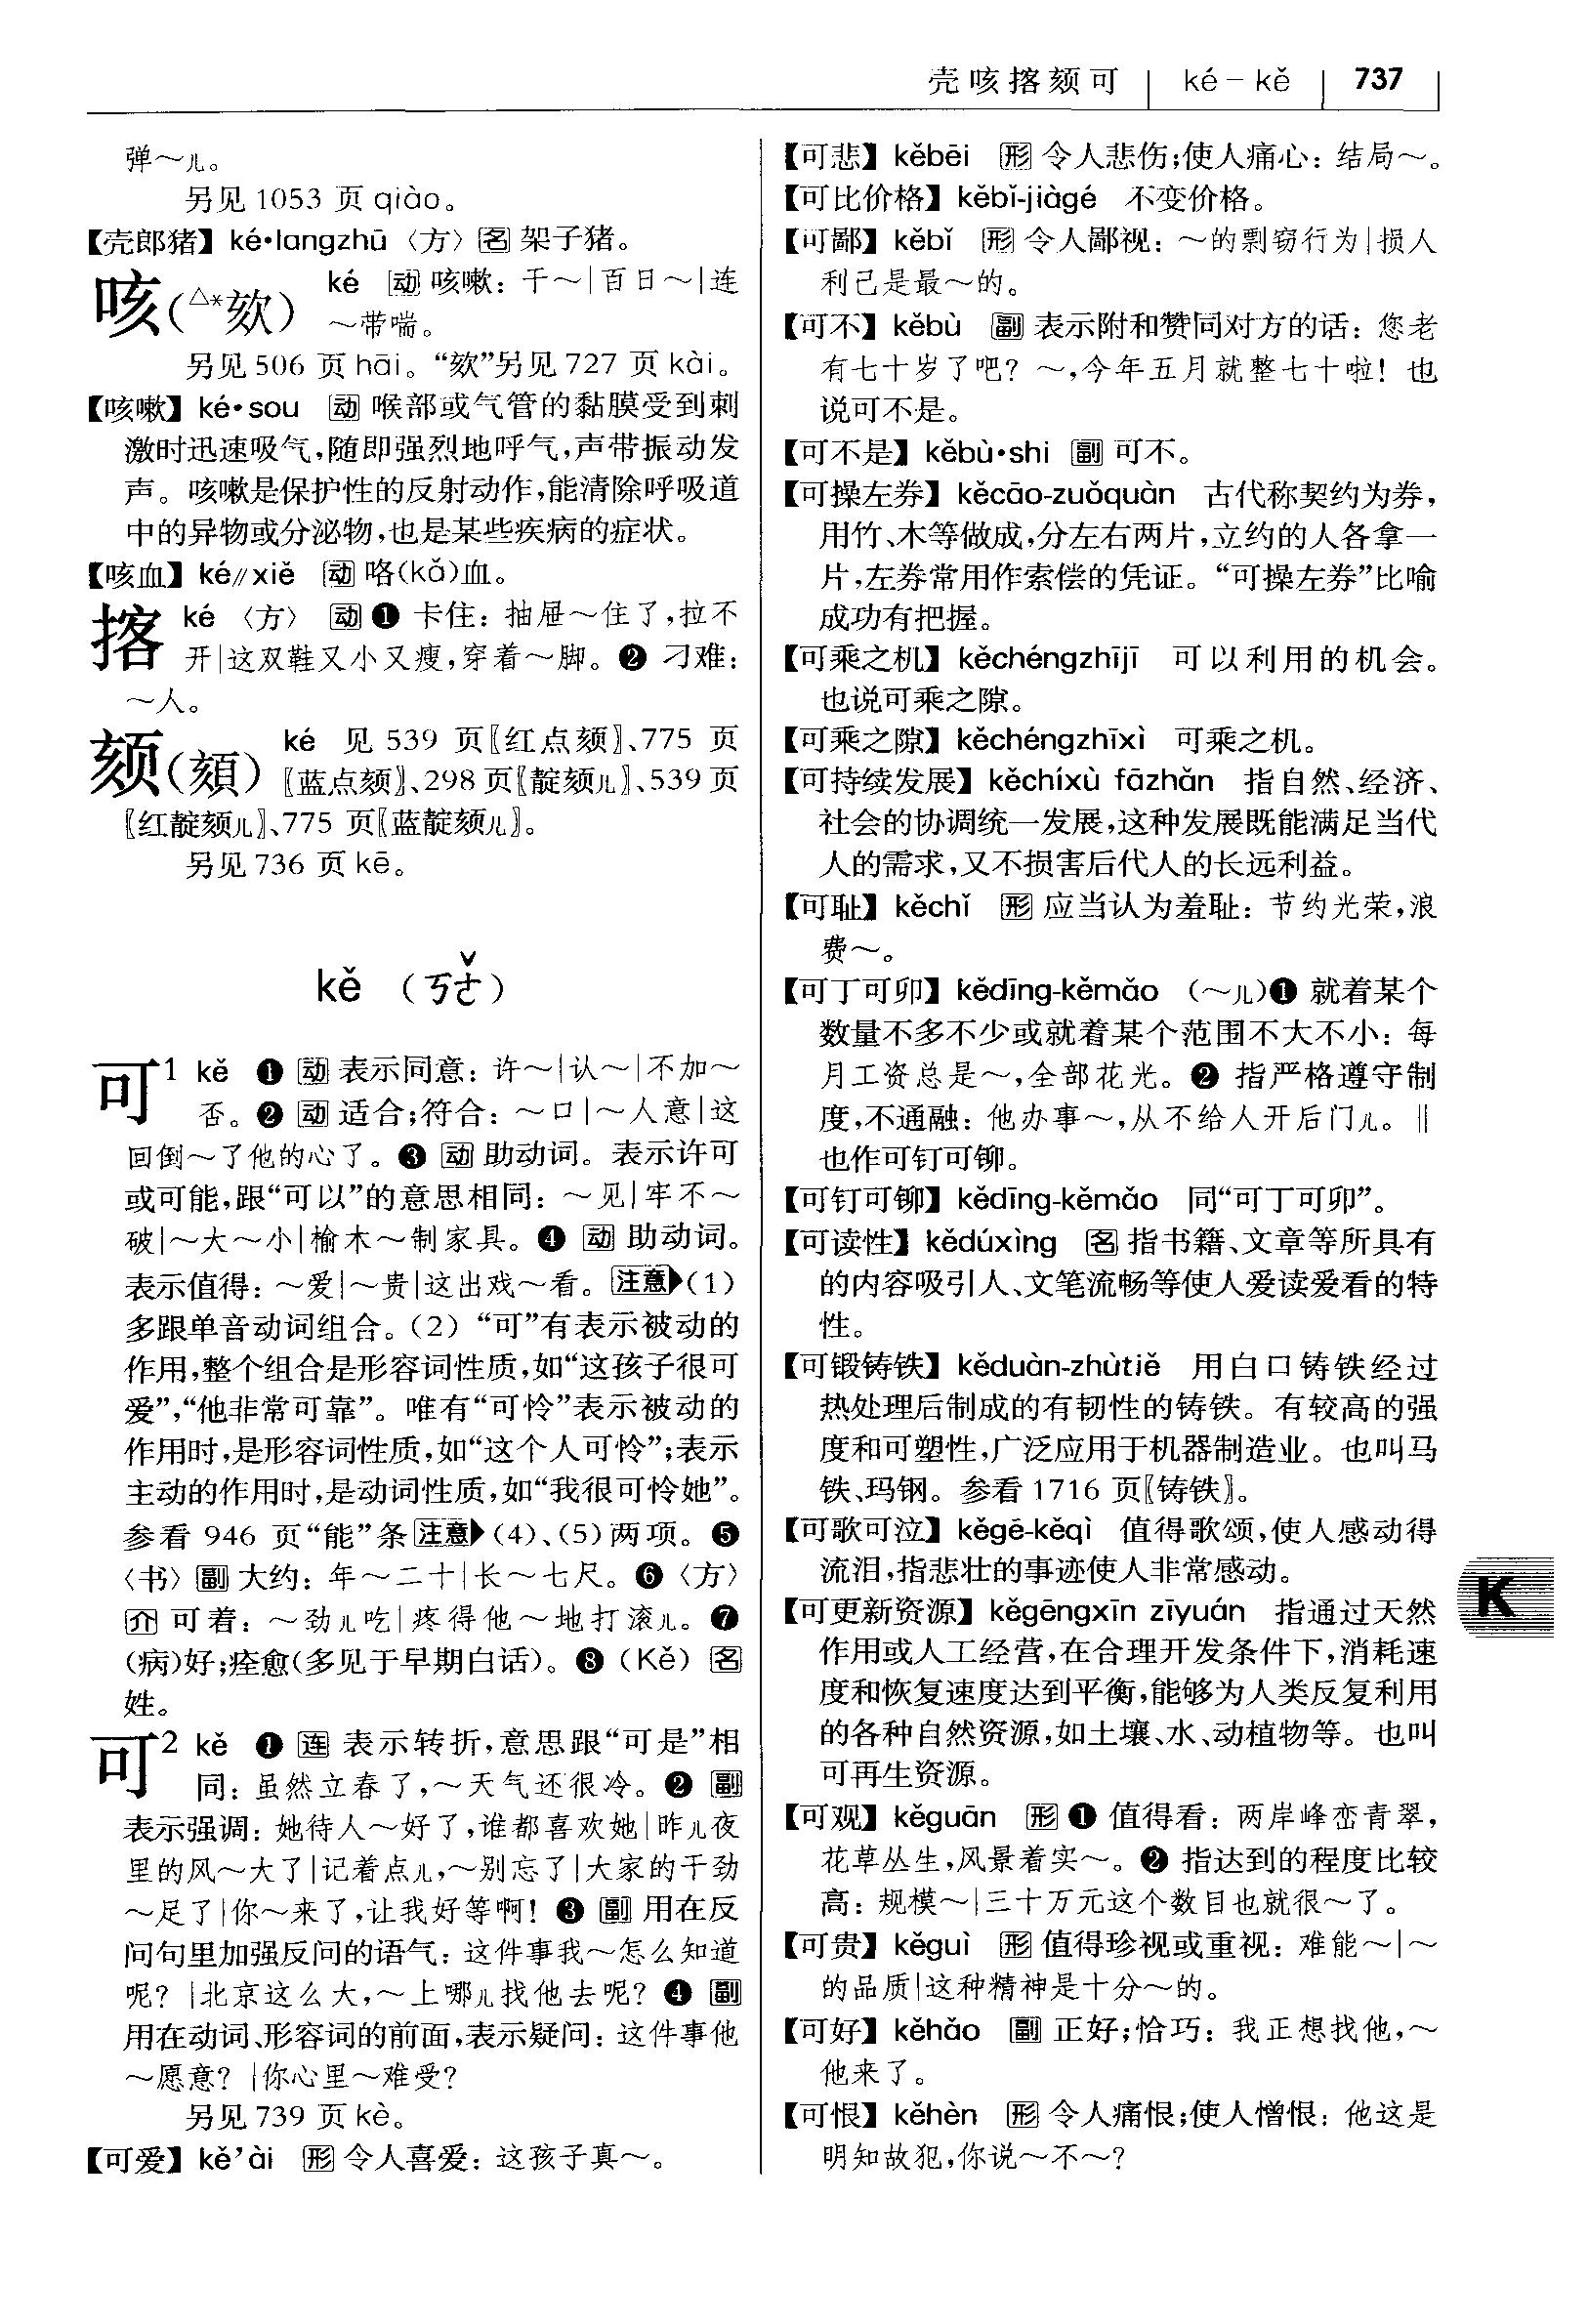 壳咳揢颏可 | ké－kě | 737
弹～儿。
另见 1053 页 qiào。
【壳郎猪】ké•langzhū 〈方〉[名] 架子猪。
咳(△*欬) ké [动] 咳嗽：干～|百日～|连
～带喘。
另见 506 页 hāi。“欬”另见 727 页 kài。
【咳嗽】ké•sou [动] 喉部或气管的黏膜受到刺
激时迅速吸气，随即强烈地呼气，声带振动发
声。咳嗽是保护性的反射动作，能清除呼吸道
中的异物或分泌物，也是某些疾病的症状。
【咳血】ké∥xiě [动] 咯(kǎ)血。
揢 ké 〈方〉 [动] ❶ 卡住：抽屉～住了，拉不
开|这双鞋又小又瘦，穿着～脚。❷ 刁难：
～人。
颏(頦) ké 见 539 页〖红点颏〗、775 页
〖蓝点颏〗、298 页〖靛颏儿〗、539 页
〖红靛颏儿〗、775 页〖蓝靛颏儿〗。
另见 736 页 kē。
kě （ㄎㄜˇ）
可1 kě ❶ [动] 表示同意：许～|认～|不加～
否。❷ [动] 适合；符合：～口|～人意|这
回倒～了他的心了。❸ [动] 助动词。表示许可
或可能，跟“可以”的意思相同：～见|牢不～
破|～大～小|榆木～制家具。❹ [动] 助动词。
表示值得：～爱|～贵|这出戏～看。[注意]▶(1)
多跟单音动词组合。(2) “可”有表示被动的
作用，整个组合是形容词性质，如“这孩子很可
爱”，“他非常可靠”。唯有“可怜”表示被动的
作用时，是形容词性质，如“这个人可怜”；表示
主动的作用时，是动词性质，如“我很可怜她”。
参看 946 页“能”条[注意]▶(4)、(5)两项。❺
〈书〉[副] 大约：年～二十|长～七尺。❻〈方〉
[介] 可着：～劲儿吃|疼得他～地打滚儿。❼
(病)好；痊愈(多见于早期白话)。❽ (Kě) [名]
姓。
可2 kě ❶ [连] 表示转折，意思跟“可是”相
同：虽然立春了，～天气还很冷。❷ [副]
表示强调：她待人～好了，谁都喜欢她|昨儿夜
里的风～大了|记着点儿，～别忘了|大家的干劲
～足了|你～来了，让我好等啊！❸ [副] 用在反
问句里加强反问的语气：这件事我～怎么知道
呢？|北京这么大，～上哪儿找他去呢？❹ [副]
用在动词、形容词的前面，表示疑问：这件事他
～愿意？|你心里～难受？
另见 739 页 kè。
【可爱】kě’ài [形] 令人喜爱：这孩子真～。
【可悲】kěbēi [形] 令人悲伤；使人痛心：结局～。
【可比价格】kěbǐ-jiàgé 不变价格。
【可鄙】kěbǐ [形] 令人鄙视：～的剽窃行为|损人
利己是最～的。
【可不】kěbù [副] 表示附和赞同对方的话：您老
有七十岁了吧？～，今年五月就整七十啦！也
说可不是。
【可不是】kěbù•shi [副] 可不。
【可操左券】kěcāo-zuǒquàn 古代称契约为券，
用竹、木等做成，分左右两片，立约的人各拿一
片，左券常用作索偿的凭证。“可操左券”比喻
成功有把握。
【可乘之机】kěchéngzhījī 可以利用的机会。
也说可乘之隙。
【可乘之隙】kěchéngzhīxì 可乘之机。
【可持续发展】kěchíxù fāzhǎn 指自然、经济、
社会的协调统一发展，这种发展既能满足当代
人的需求，又不损害后代人的长远利益。
【可耻】kěchǐ [形] 应当认为羞耻：节约光荣，浪
费～。
【可丁可卯】kědīng-kěmǎo (～儿)❶ 就着某个
数量不多不少或就着某个范围不大不小：每
月工资总是～，全部花光。❷ 指严格遵守制
度，不通融：他办事～，从不给人开后门儿。‖
也作可钉可铆。
【可钉可铆】kědīng-kěmǎo 同“可丁可卯”。
【可读性】kědúxìng [名] 指书籍、文章等所具有
的内容吸引人、文笔流畅等使人爱读爱看的特
性。
【可锻铸铁】kěduàn-zhùtiě 用白口铸铁经过
热处理后制成的有韧性的铸铁。有较高的强
度和可塑性，广泛应用于机器制造业。也叫马
铁、玛钢。参看 1716 页〖铸铁〗。
【可歌可泣】kěgē-kěqì 值得歌颂，使人感动得
流泪，指悲壮的事迹使人非常感动。
【可更新资源】kěgēngxīn zīyuán 指通过天然
作用或人工经营，在合理开发条件下，消耗速
度和恢复速度达到平衡，能够为人类反复利用
的各种自然资源，如土壤、水、动植物等。也叫
可再生资源。
【可观】kěguān [形] ❶ 值得看：两岸峰峦青翠，
花草丛生，风景着实～。❷ 指达到的程度比较
高：规模～|三十万元这个数目也就很～了。
【可贵】kěguì [形] 值得珍视或重视：难能～|～
的品质|这种精神是十分～的。
【可好】kěhǎo [副] 正好；恰巧：我正想找他，～
他来了。
【可恨】kěhèn [形] 令人痛恨；使人憎恨：他这是
明知故犯，你说～不～？
K